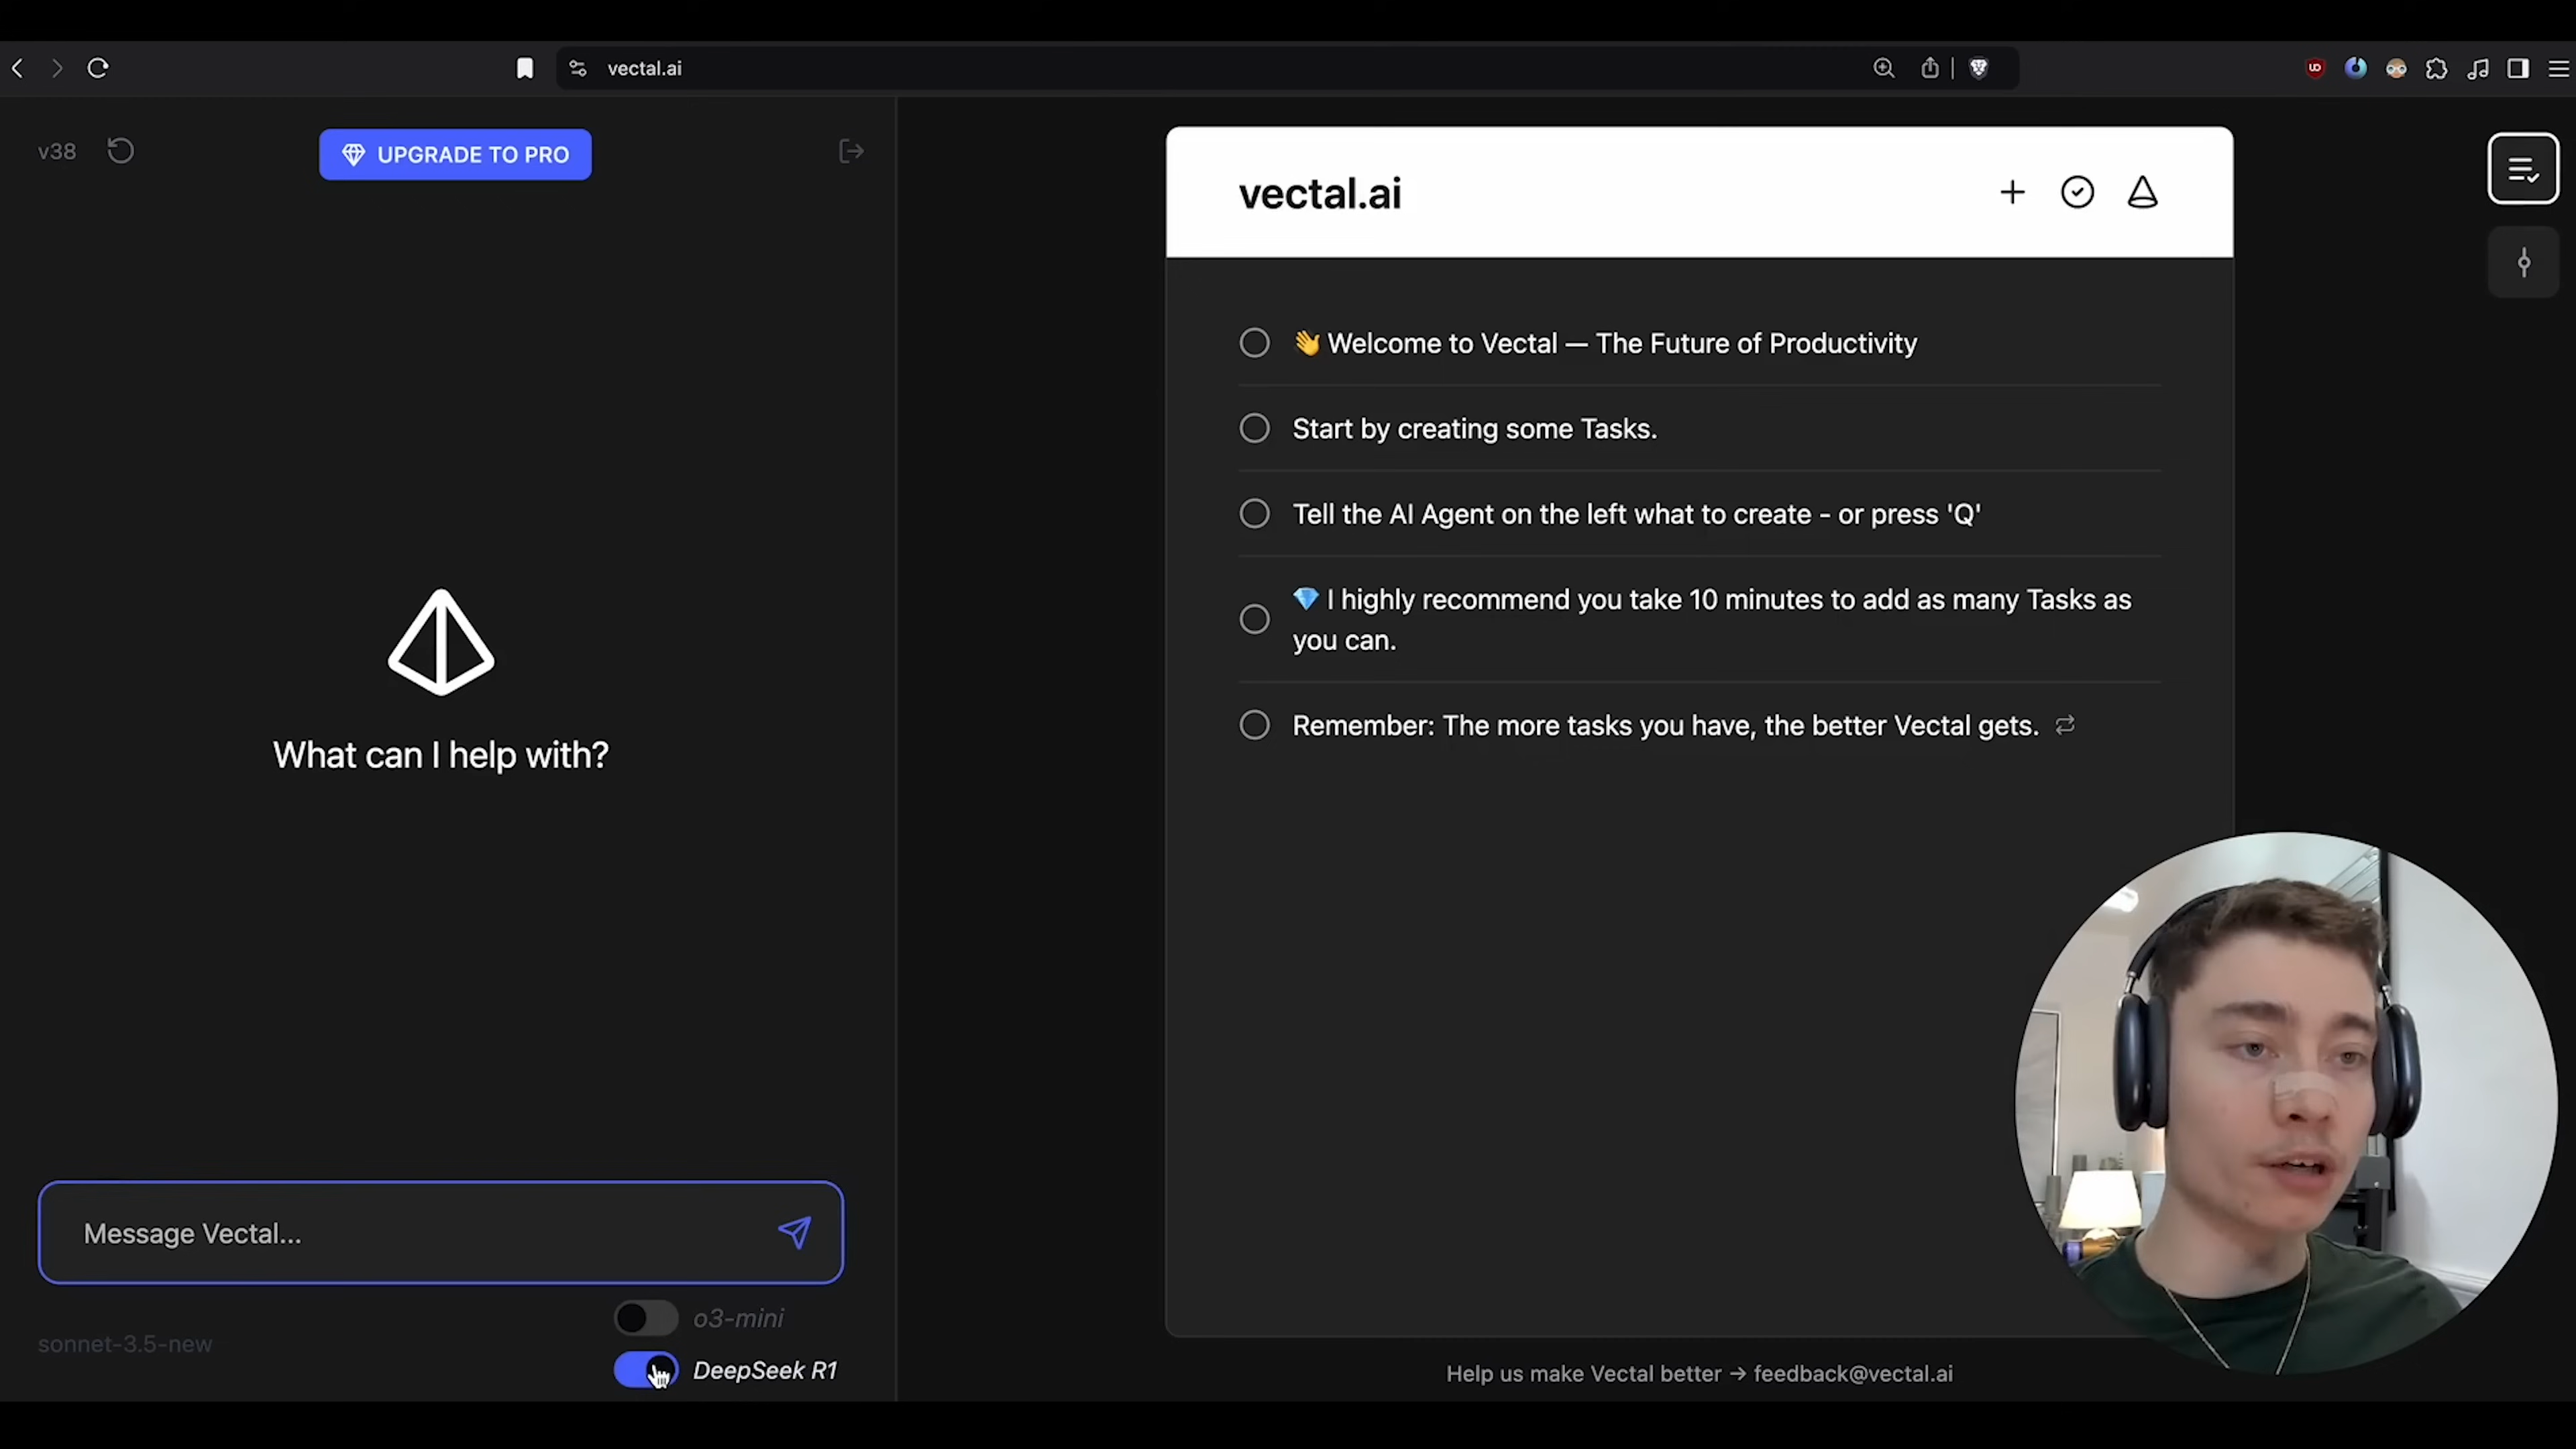 vectal.ai
v38
UPGRADE TO PRO
What can I help with?
Message Vectal...
sonnet-3.5-new
o3-mini
DeepSeek R1
vectal.ai
👋 Welcome to Vectal — The Future of Productivity
Start by creating some Tasks.
Tell the AI Agent on the left what to create - or press 'Q'
💎 I highly recommend you take 10 minutes to add as many Tasks as
you can.
Remember: The more tasks you have, the better Vectal gets.
Help us make Vectal better → feedback@vectal.ai